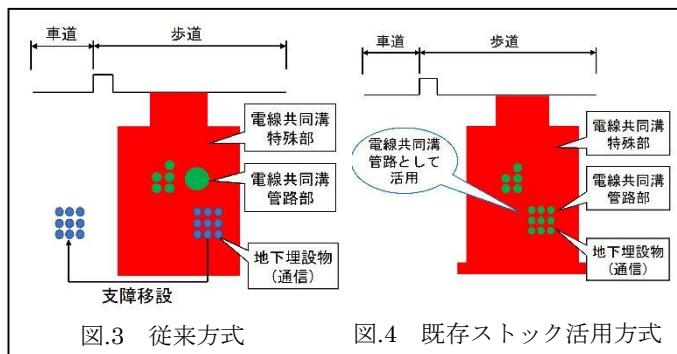 車道
歩道
電線共同溝
特殊部
電線共同溝
管路部
地下埋設物
(通信)
支障移設
図.3 従来方式
車道
歩道
電線共同溝
管路として
活用
電線共同溝
特殊部
電線共同溝
管路部
地下埋設物
(通信)
図.4 既存ストック活用方式